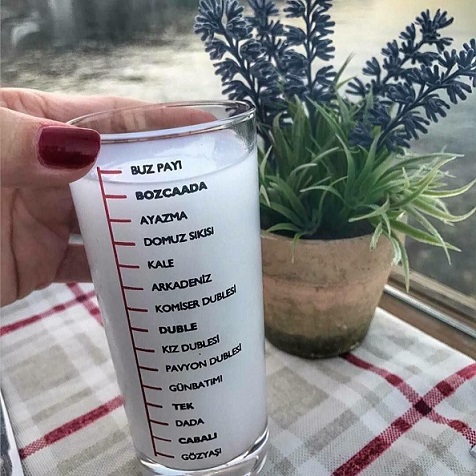 BUZ PAYI
BOZCAADA
AYAZMA
DOMUZ SIKISI
KALE
ARKADENİZ
KOMİSER DUBLESİ
DUBLE
KIZ DUBLESİ
PAVYON DUBLESİ
GÜNBATIMI
TEK
DADA
CABALI
GÖZYAŞI